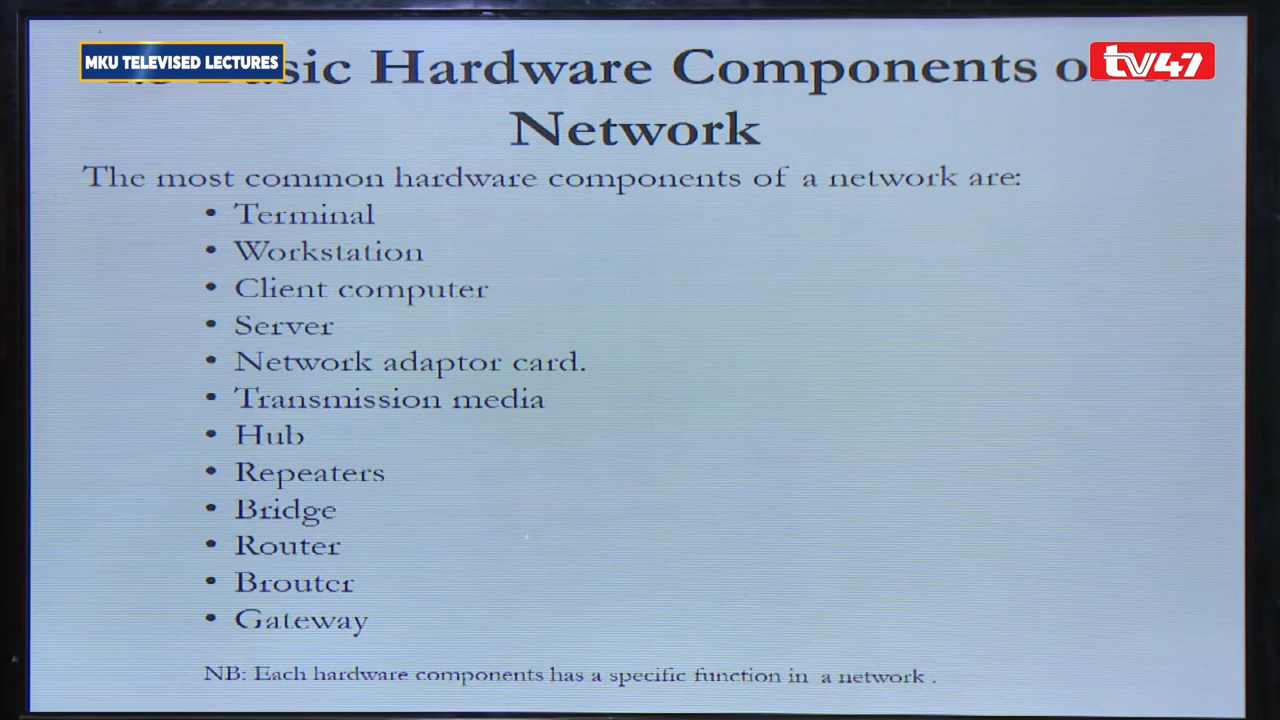 MKU TELEVISED LECTURES
tv47
Hardware Components
Network
The most common hardware components of a network are:
• Terminal
• Workstation
• Client computer
• Server
• Network adaptor card.
• Transmission media
• Hub
• Repeaters
• Bridge
• Router
• Brouter
• Gateway
NB: Each hardware components has a specific function in a network .